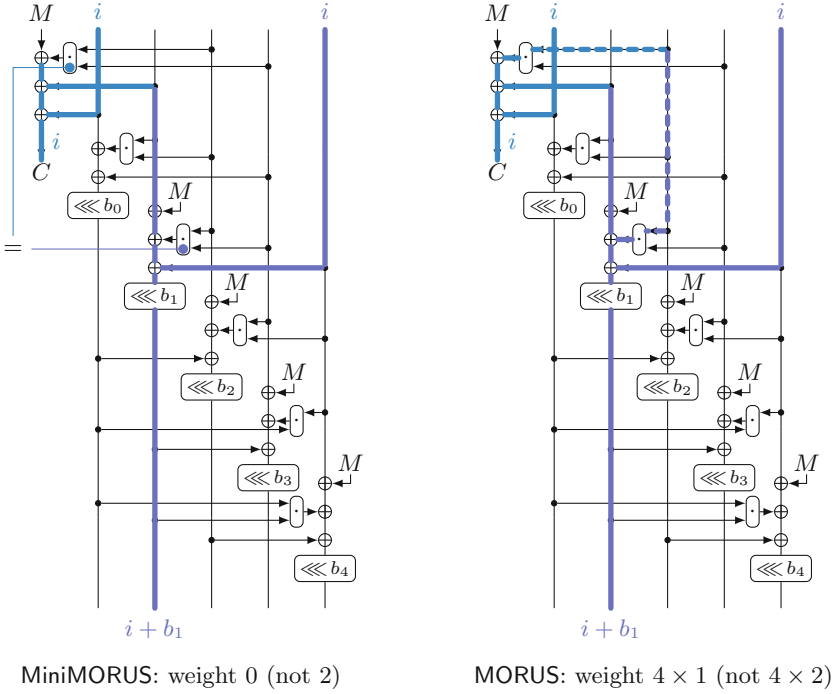 M i i M i i
i i
C C
⋘ b₀ M ⋘ b₀ M
=
⋘ b₁ M ⋘ b₁ M
⋘ b₂ M ⋘ b₂ M
⋘ b₃ M ⋘ b₃ M
⋘ b₄ ⋘ b₄
i + b₁ i + b₁
MiniMORUS: weight 0 (not 2) MORUS: weight 4 × 1 (not 4 × 2)